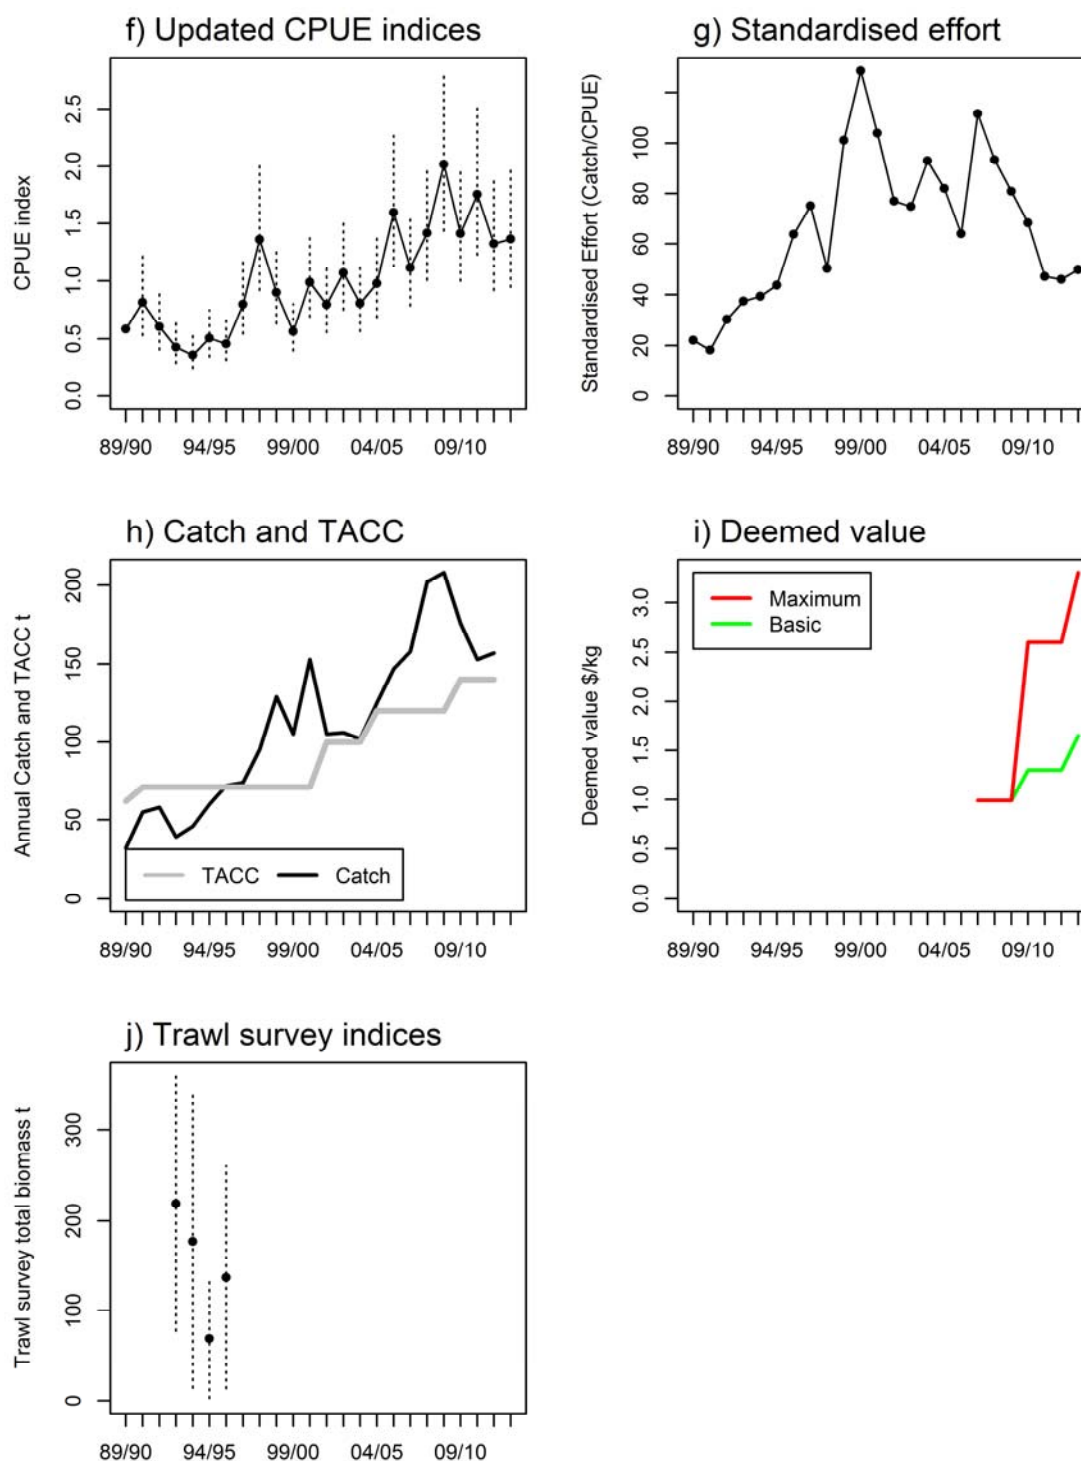 f) Updated CPUE indices
CPUE index
0.0 0.5 1.0 1.5 2.0 2.5
89/90 94/95 99/00 04/05 09/10
g) Standardised effort
Standardised Effort (Catch/CPUE)
0 20 40 60 80 100
89/90 94/95 99/00 04/05 09/10
h) Catch and TACC
Annual Catch and TACC t
0 50 100 150 200
TACC Catch
89/90 94/95 99/00 04/05 09/10
i) Deemed value
Deemed value $/kg
0.0 0.5 1.0 1.5 2.0 2.5 3.0
Maximum
Basic
89/90 94/95 99/00 04/05 09/10
j) Trawl survey indices
Trawl survey total biomass t
0 100 200 300
89/90 94/95 99/00 04/05 09/10